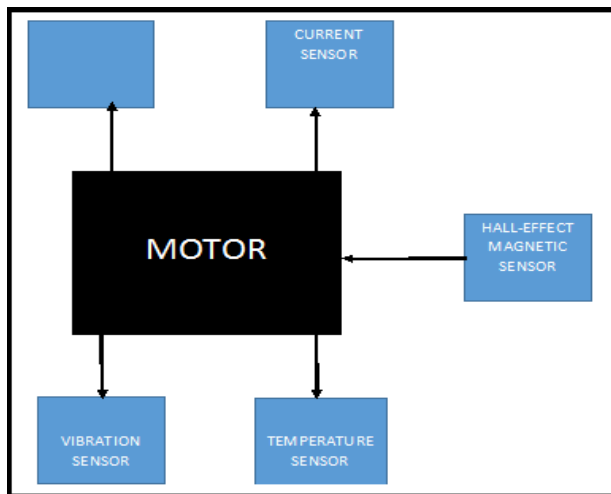 CURRENT
SENSOR
MOTOR
HALL-EFFECT
MAGNETIC
SENSOR
VIBRATION
SENSOR
TEMPERATURE
SENSOR